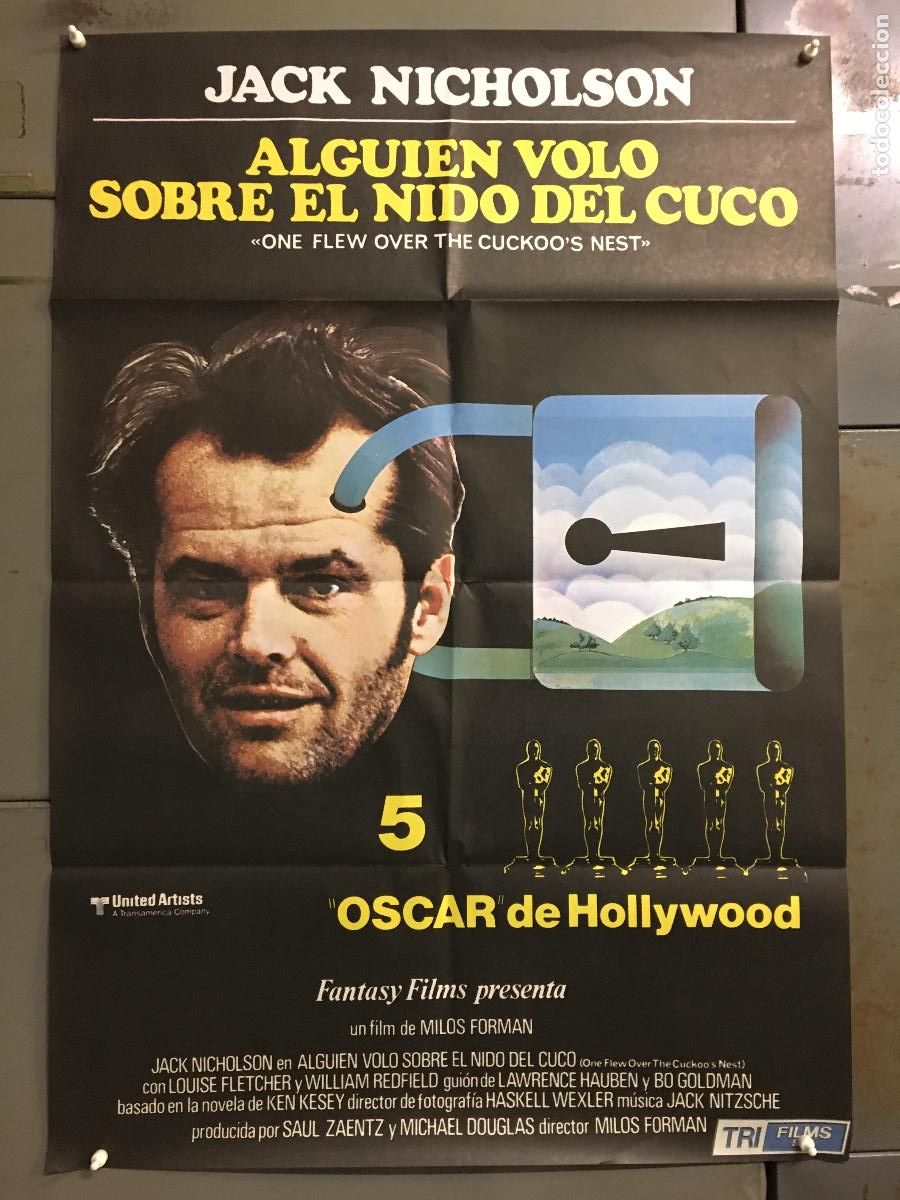 JACK NICHOLSON
ALGUIEN VOLO
SOBRE EL NIDO DEL CUCO
«ONE FLEW OVER THE CUCKOO'S NEST»
5
"OSCAR" de Hollywood
United Artists
A Transamerica Company
Fantasy Films presenta
un film de MILOS FORMAN
JACK NICHOLSON en ALGUIEN VOLO SOBRE EL NIDO DEL CUCO (One Flew Over The Cuckoo's Nest)
con LOUISE FLETCHER y WILLIAM REDFIELD guión de LAWRENCE HAUBEN y BO GOLDMAN
basado en la novela de KEN KESEY director de fotografía HASKELL WEXLER música JACK NITZSCHE
producida por SAUL ZAENTZ y MICHAEL DOUGLAS director MILOS FORMAN
TRI FILMS
todocoleccion